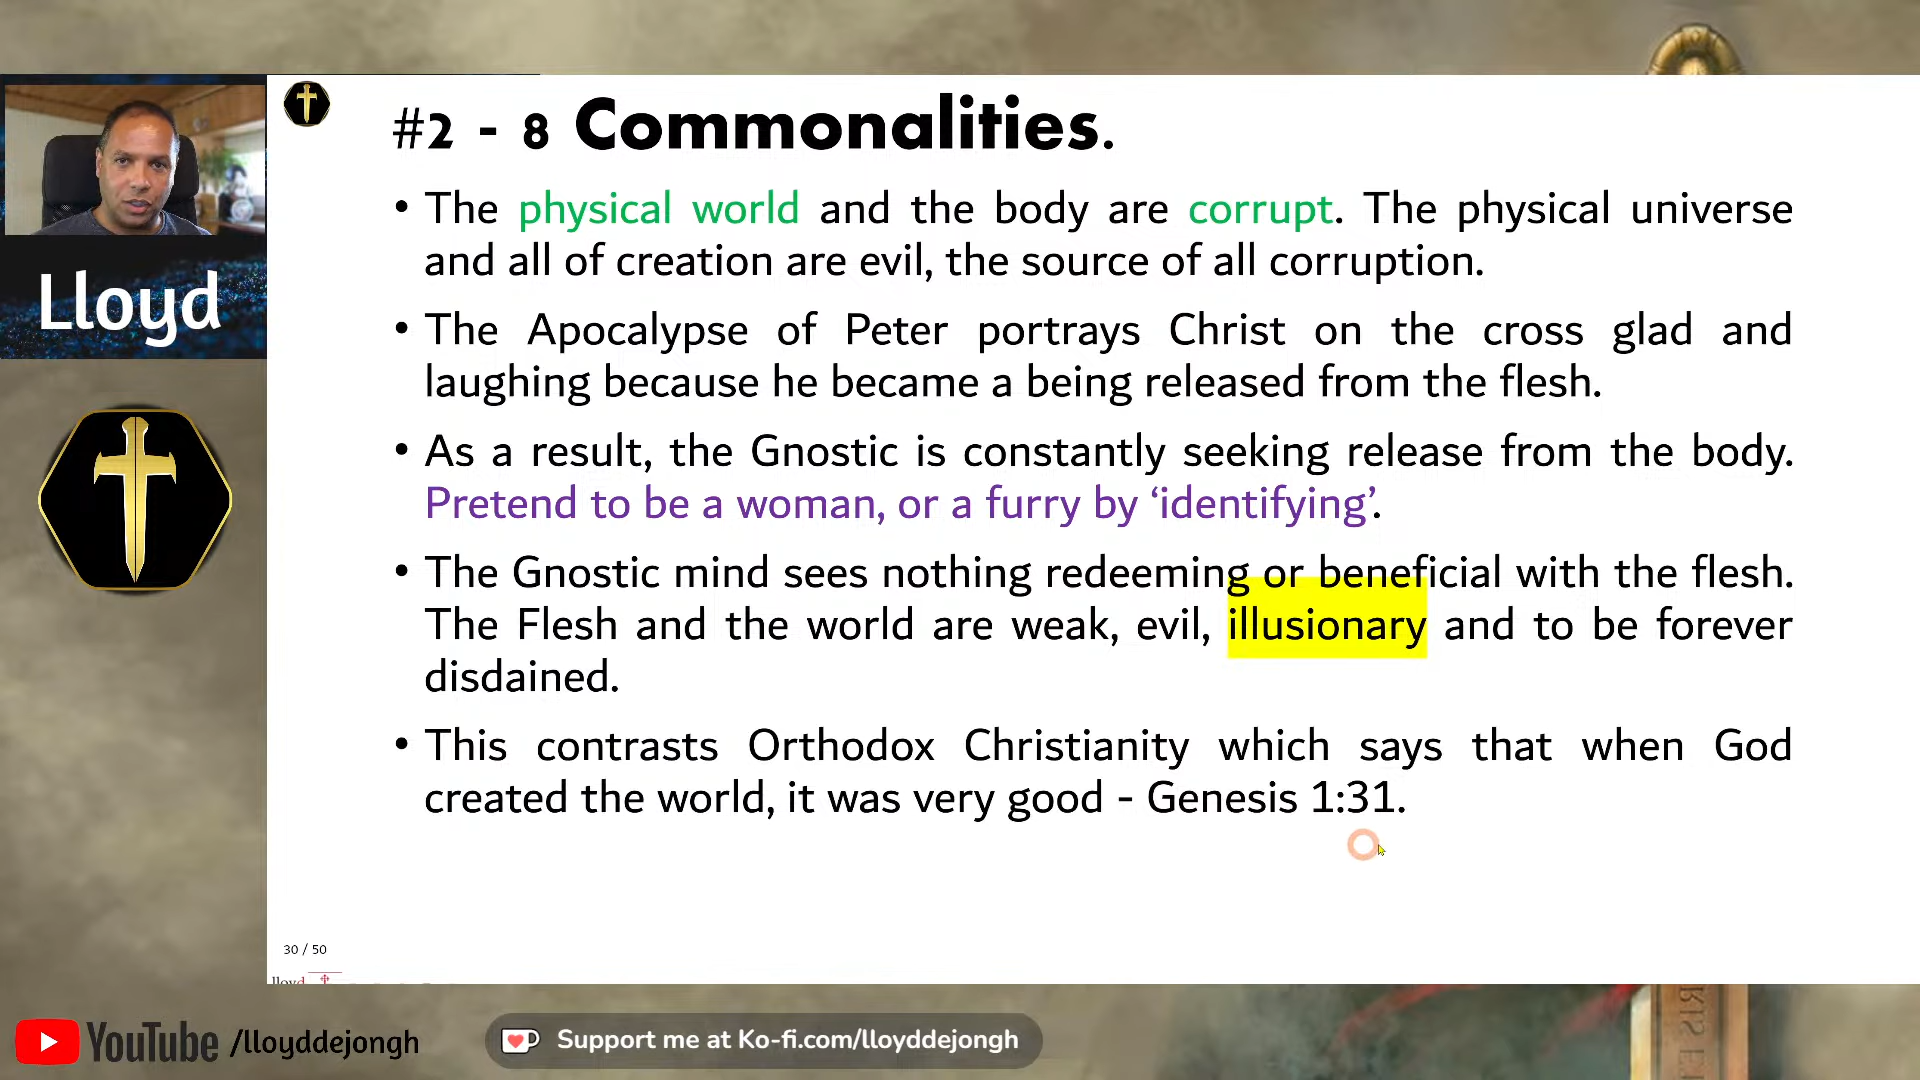 Lloyd
#2 - 8 Commonalities.
• The physical world and the body are corrupt. The physical universe
and all of creation are evil, the source of all corruption.
• The Apocalypse of Peter portrays Christ on the cross glad and
laughing because he became a being released from the flesh.
• As a result, the Gnostic is constantly seeking release from the body.
Pretend to be a woman, or a furry by ‘identifying’.
• The Gnostic mind sees nothing redeeming or beneficial with the flesh.
The Flesh and the world are weak, evil, illusionary and to be forever
disdained.
• This contrasts Orthodox Christianity which says that when God
created the world, it was very good - Genesis 1:31.
30 / 50
lloyd
YouTube /lloyddejongh
Support me at Ko-fi.com/lloyddejongh